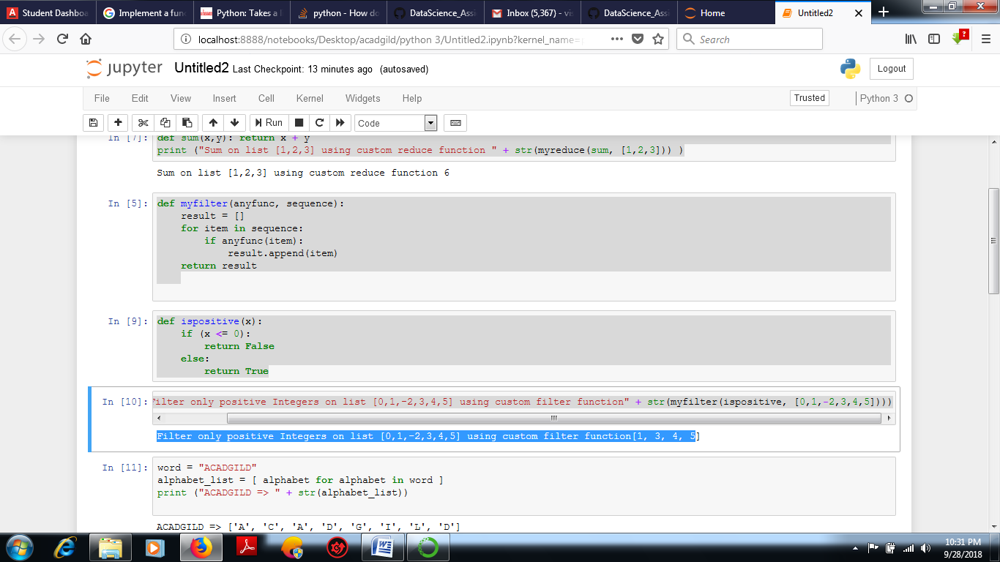 Student Dashboa
Implement a func
Python: Takes a l
python - How do
DataScience_Assi
Inbox (5,367) - vis
DataScience_Assi
Home
Untitled2
localhost:8888/notebooks/Desktop/acadgild/python 3/Untitled2.ipynb?kernel_name=
Search
jupyter Untitled2 Last Checkpoint: 13 minutes ago (autosaved)
Logout
File Edit View Insert Cell Kernel Widgets Help
Trusted
Python 3
Run
Code
In [7]: def sum(x,y): return x + y
print ("Sum on list [1,2,3] using custom reduce function " + str(myreduce(sum, [1,2,3])) )
Sum on list [1,2,3] using custom reduce function 6
In [5]: def myfilter(anyfunc, sequence):
result = []
for item in sequence:
if anyfunc(item):
result.append(item)
return result
In [9]: def ispositive(x):
if (x <= 0):
return False
else:
return True
In [10]: Filter only positive Integers on list [0,1,-2,3,4,5] using custom filter function" + str(myfilter(ispositive, [0,1,-2,3,4,5])))
Filter only positive Integers on list [0,1,-2,3,4,5] using custom filter function[1, 3, 4, 5]
In [11]: word = "ACADGILD"
alphabet_list = [ alphabet for alphabet in word ]
print ("ACADGILD => " + str(alphabet_list))
ACADGILD => ['A', 'C', 'A', 'D', 'G', 'I', 'L', 'D']
10:31 PM
9/28/2018